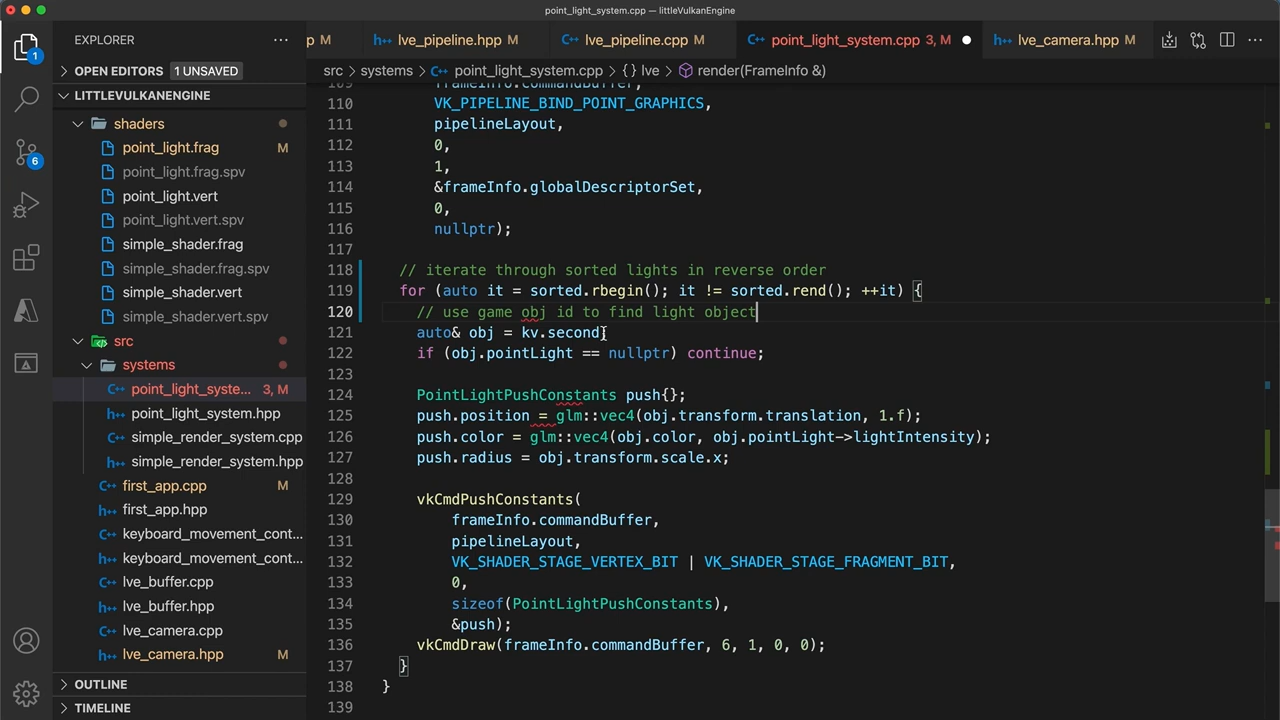 point_light_system.cpp — littleVulkanEngine
EXPLORER
p M
lve_pipeline.hpp M
lve_pipeline.cpp M
point_light_system.cpp 3, M
lve_camera.hpp M
1
OPEN EDITORS 1 UNSAVED
src > systems > point_light_system.cpp > {} lve > render(FrameInfo &)
LITTLEVULKANENGINE
shaders
point_light.frag M
point_light.frag.spv
6
point_light.vert
point_light.vert.spv
simple_shader.frag
simple_shader.frag.spv
simple_shader.vert
simple_shader.vert.spv
src
systems
point_light_syste... 3, M
point_light_system.hpp
simple_render_system.cpp
simple_render_system.hpp
first_app.cpp M
first_app.hpp
keyboard_movement_cont...
keyboard_movement_cont...
lve_buffer.cpp
lve_buffer.hpp
lve_camera.cpp
lve_camera.hpp M
OUTLINE
TIMELINE
109 frameInfo.commandBuffer,
110 VK_PIPELINE_BIND_POINT_GRAPHICS,
111 pipelineLayout,
112 0,
113 1,
114 &frameInfo.globalDescriptorSet,
115 0,
116 nullptr);
117
118 // iterate through sorted lights in reverse order
119 for (auto it = sorted.rbegin(); it != sorted.rend(); ++it) {
120 // use game obj id to find light object
121 auto& obj = kv.second;
122 if (obj.pointLight == nullptr) continue;
123
124 PointLightPushConstants push{};
125 push.position = glm::vec4(obj.transform.translation, 1.f);
126 push.color = glm::vec4(obj.color, obj.pointLight->lightIntensity);
127 push.radius = obj.transform.scale.x;
128
129 vkCmdPushConstants(
130 frameInfo.commandBuffer,
131 pipelineLayout,
132 VK_SHADER_STAGE_VERTEX_BIT | VK_SHADER_STAGE_FRAGMENT_BIT,
133 0,
134 sizeof(PointLightPushConstants),
135 &push);
136 vkCmdDraw(frameInfo.commandBuffer, 6, 1, 0, 0);
137 }
138 }
139